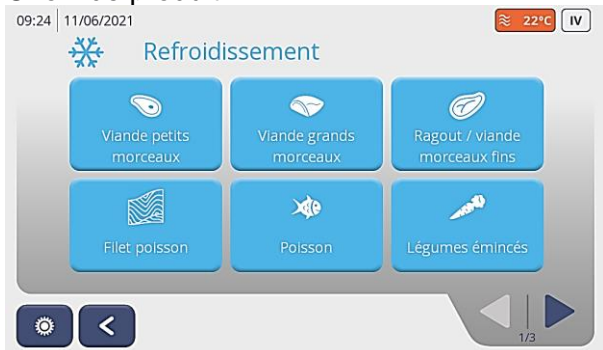 09:24 11/06/2021
22°C IV
Refroidissement
Viande petits
morceaux
Viande grands
morceaux
Ragout / viande
morceaux fins
Filet poisson
Poisson
Légumes émincés
1/3